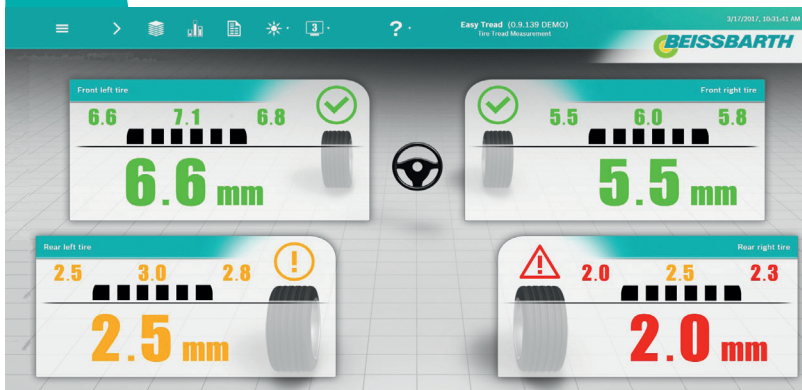 3
?
Easy Tread (0.9.139 DEMO)
Tire Tread Measurement
3/17/2017, 10:31:41 AM
BEISSBARTH
Front left tire
6.6 7.1 6.8
6.6 mm
Front right tire
5.5 6.0 5.8
5.5 mm
Rear left tire
2.5 3.0 2.8
2.5 mm
Rear right tire
2.0 2.5 2.3
2.0 mm